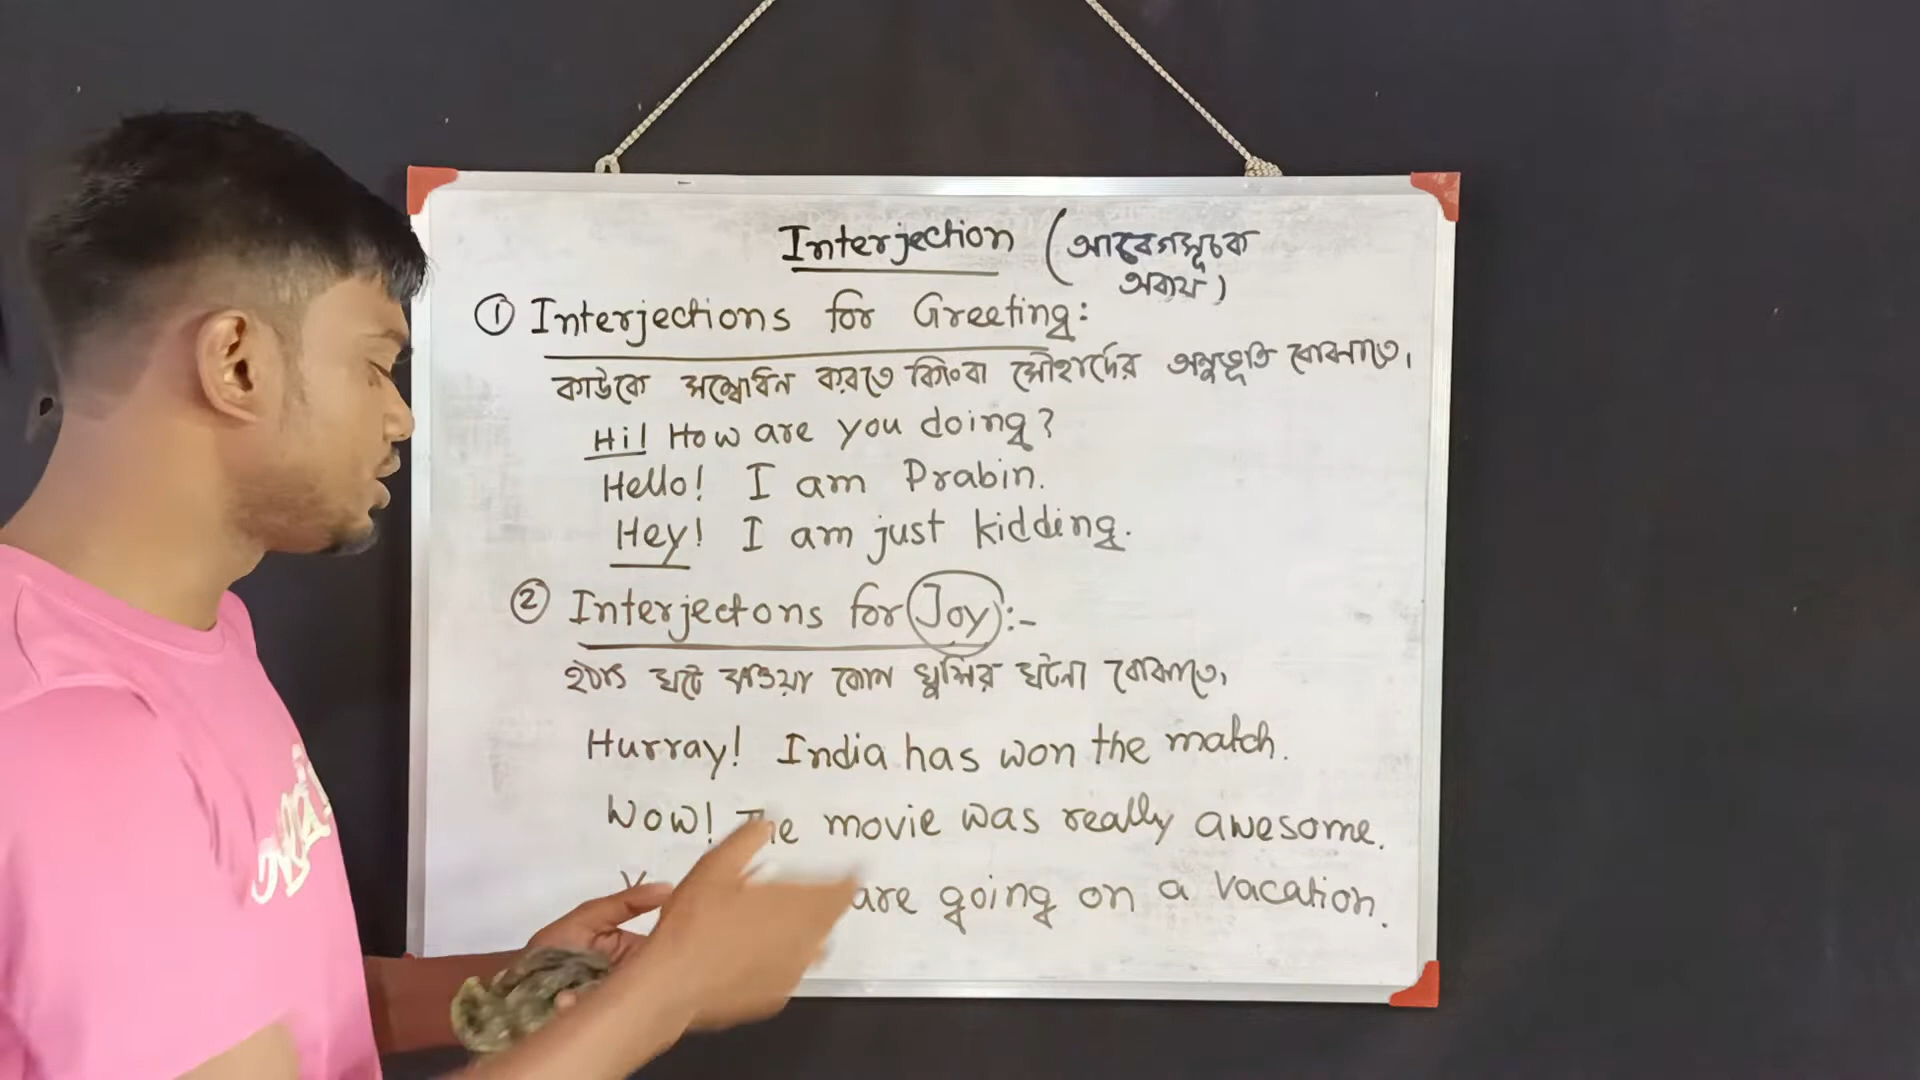 Interjection (আবেগসূচক
অব্যয়)
① Interjections for Greeting:
কাউকে সম্বোধন করতে কিংবা সৌহার্দের অনুভূতি বোঝাতে।
Hi! How are you doing?
Hello! I am Prabin.
Hey! I am just kidding.
② Interjectons for Joy:-
হঠাৎ ঘটে যাওয়া কোন খুশির ঘটনা বোঝাতে,
Hurray! India has won the match.
Wow! The movie was really awesome.
are going on a vacation.